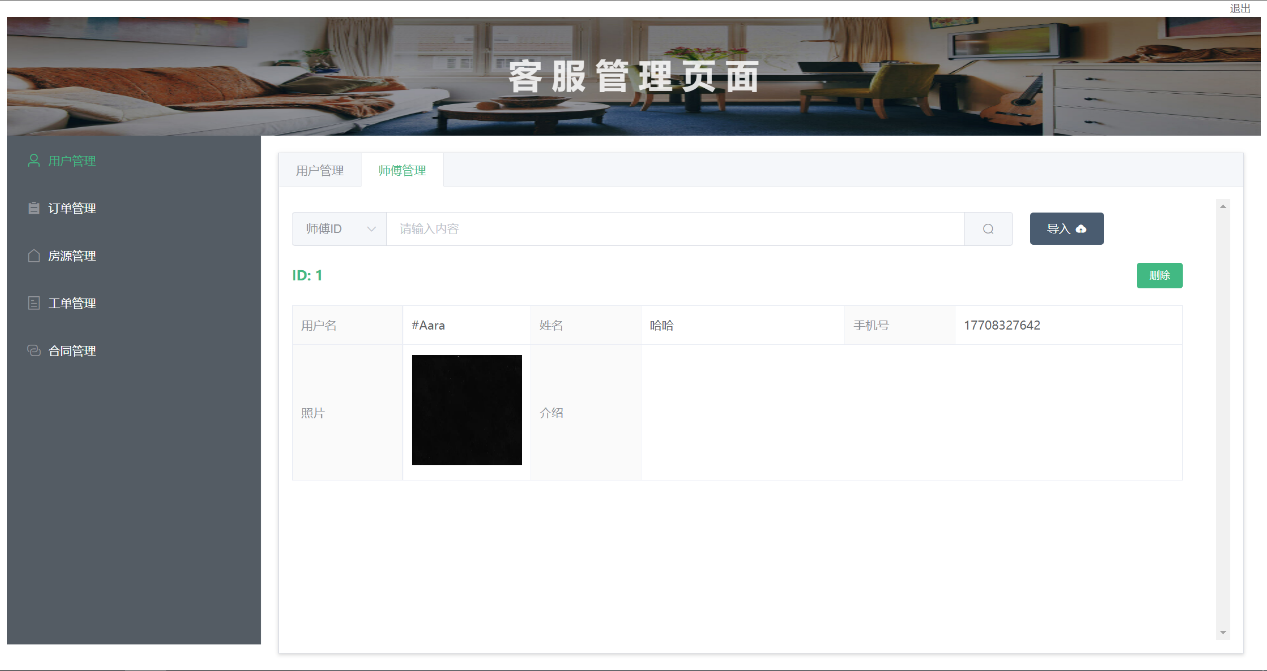 退出
客服管理页面
用户管理
订单管理
房源管理
工单管理
合同管理
用户管理 师傅管理
师傅ID 请输入内容 导入
ID: 1 删除
用户名 #Aara 姓名 哈哈 手机号 17708327642
照片 介绍